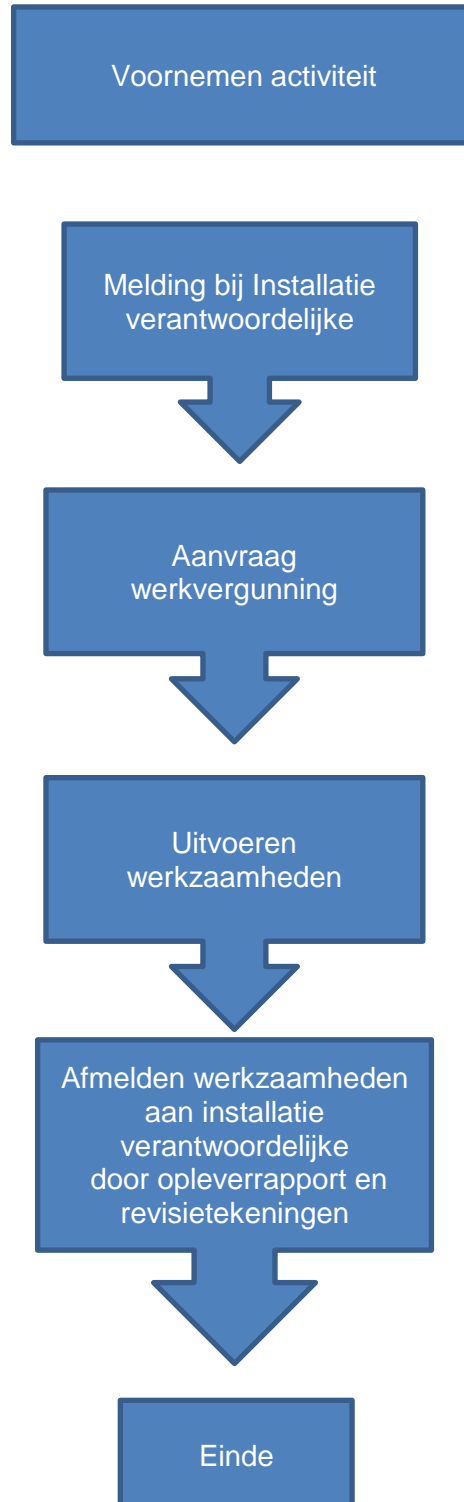 Voornemen activiteit
Melding bij Installatie
verantwoordelijke
Aanvraag
werkvergunning
Uitvoeren
werkzaamheden
Afmelden werkzaamheden
aan installatie
verantwoordelijke
door opleverrapport en
revisietekeningen
Einde